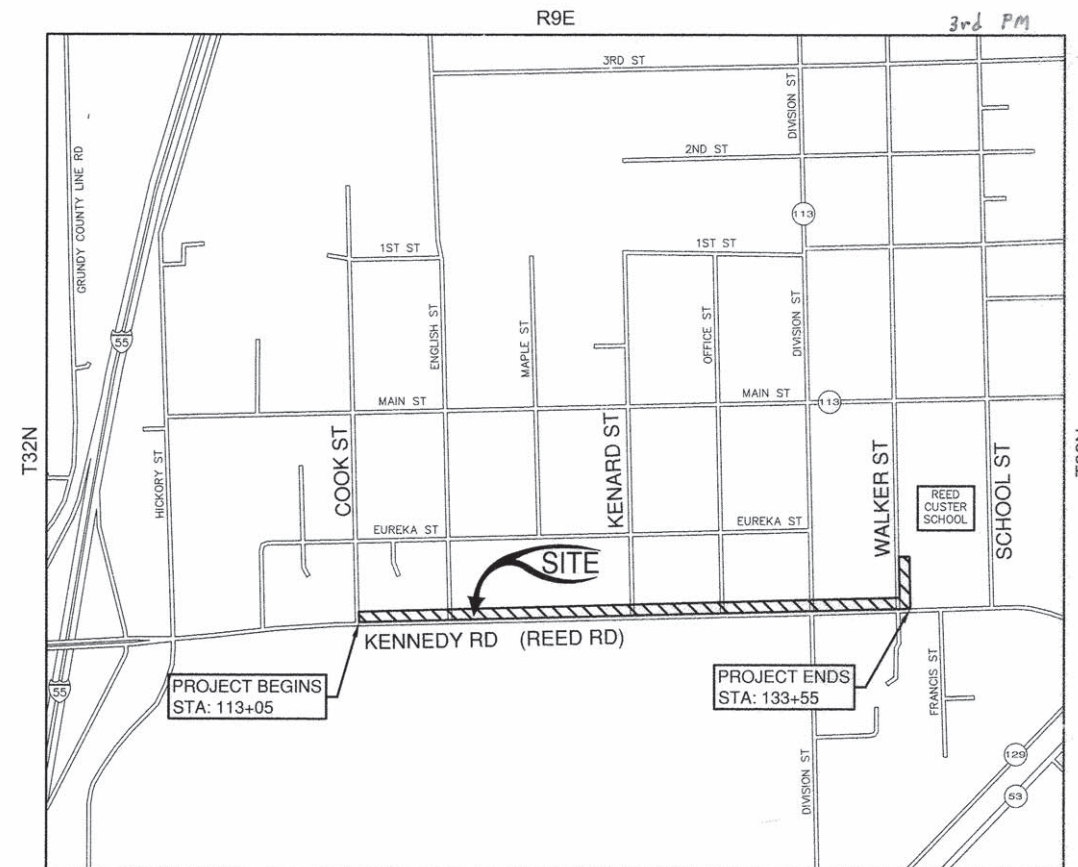 R9E
3rd PM
3RD ST
DIVISION ST
2ND ST
GRUNDY COUNTY LINE RD
113
1ST ST
1ST ST
55
ENGLISH ST
MAPLE ST
OFFICE ST
DIVISION ST
MAIN ST
MAIN ST
113
T32N
HICKORY ST
COOK ST
KENARD ST
WALKER ST
REED
CUSTER
SCHOOL
SCHOOL ST
EUREKA ST
EUREKA ST
SITE
KENNEDY RD (REED RD)
55
PROJECT BEGINS
STA: 113+05
PROJECT ENDS
STA: 133+55
FRANCIS ST
DIVISION ST
129
53